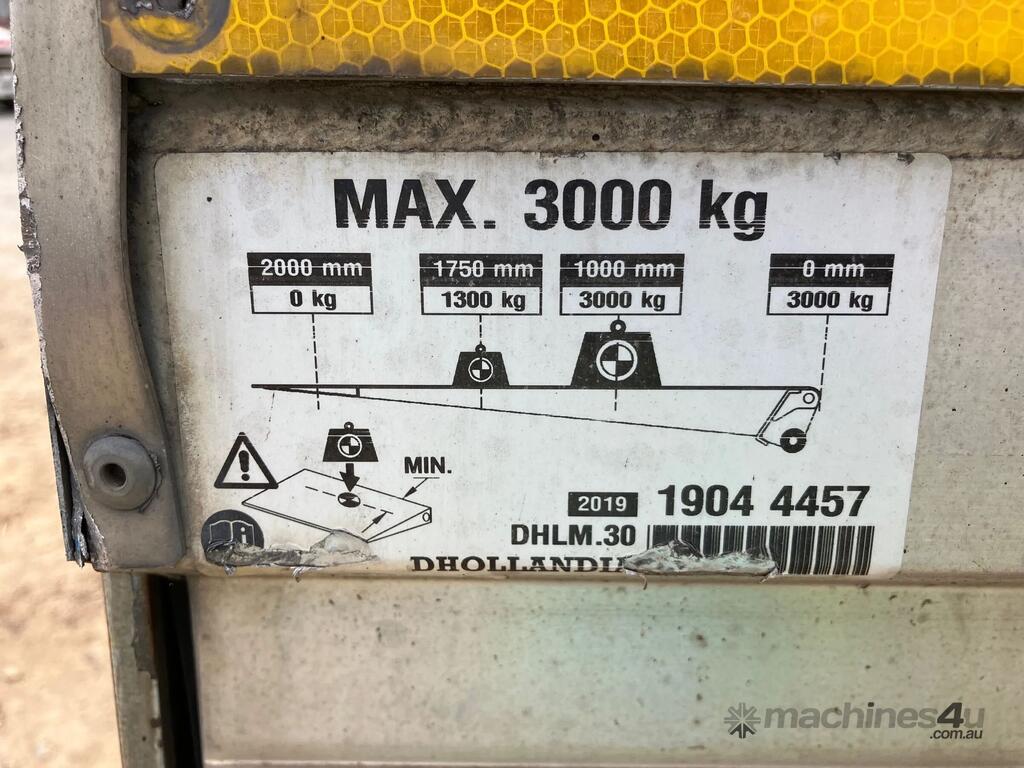 MAX. 3000 kg
2000 mm 1750 mm 1000 mm 0 mm
0 kg 1300 kg 3000 kg 3000 kg
MIN.
2019 1904 4457
DHLM.30
machines4u
.com.au